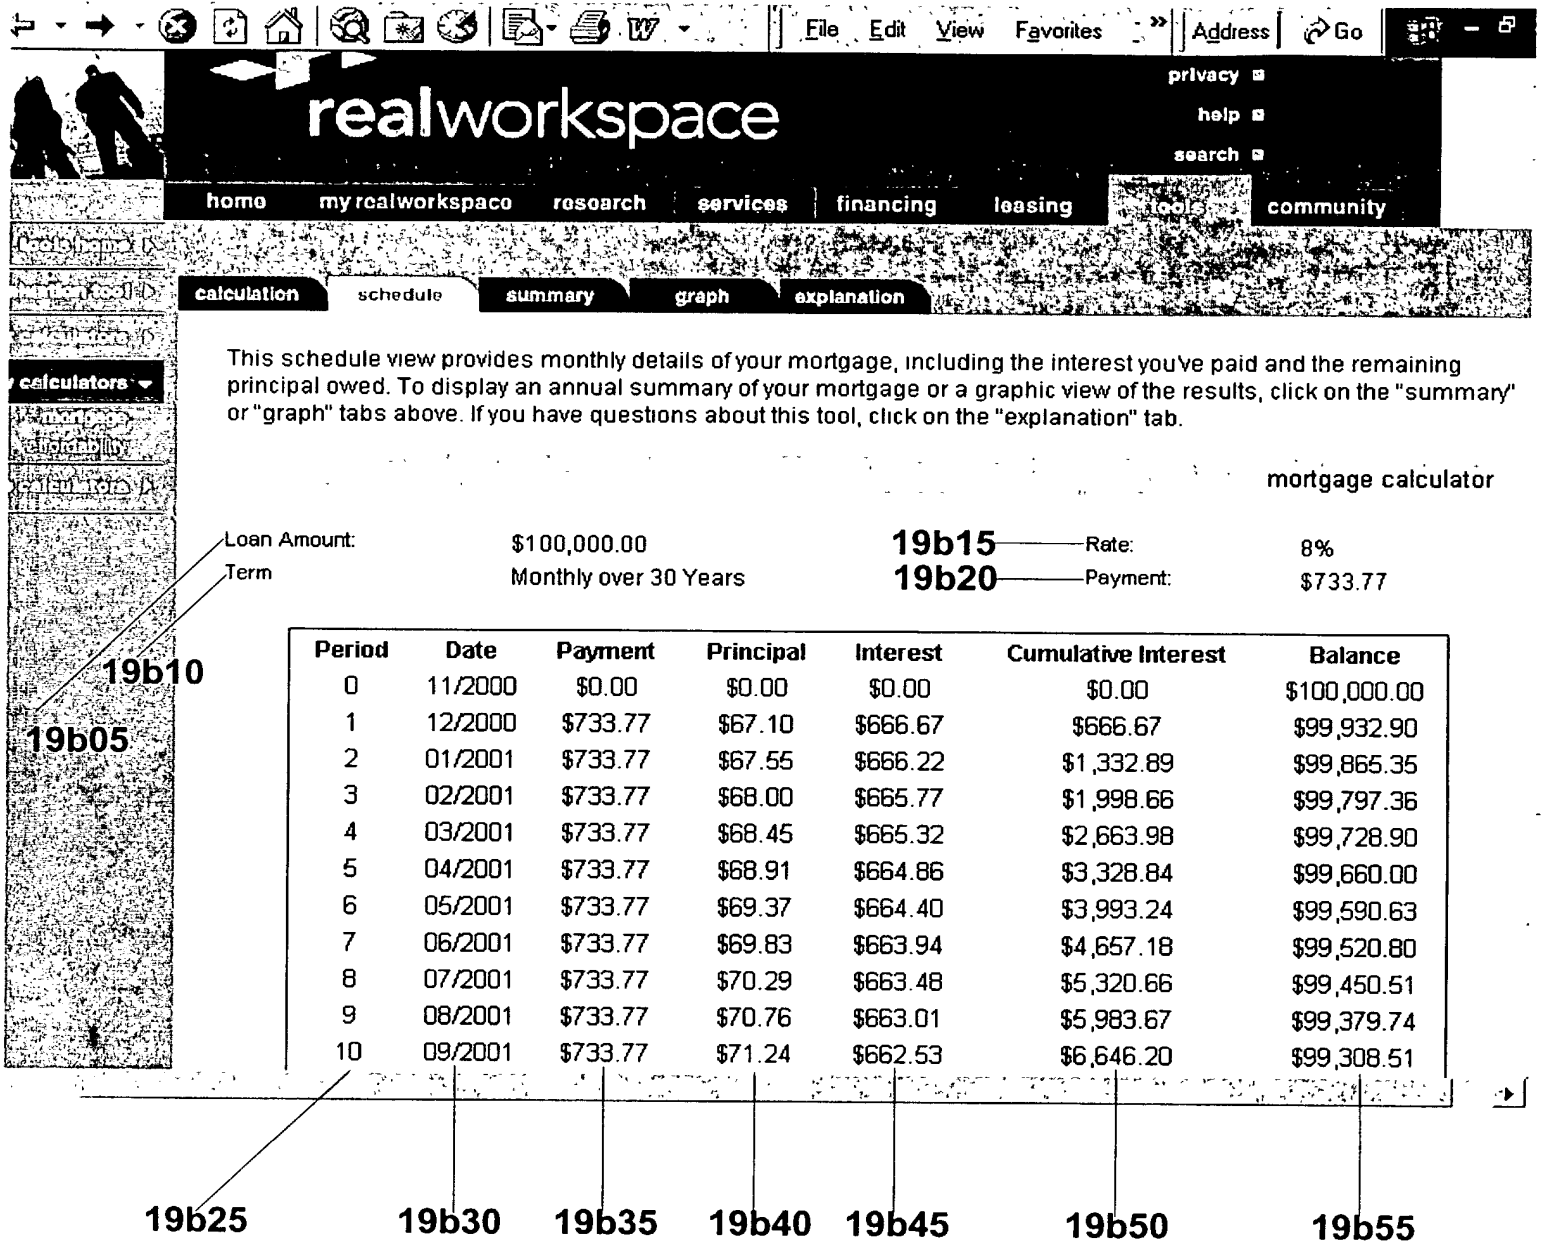 File Edit View Favorites » Address Go
privacy
realworkspace
help
search
home my realworkspace research services financing leasing tools community
tools home
calculation schedule summary graph explanation
This schedule view provides monthly details of your mortgage, including the interest you've paid and the remaining
principal owed. To display an annual summary of your mortgage or a graphic view of the results, click on the "summary"
or "graph" tabs above. If you have questions about this tool, click on the "explanation" tab.
calculators
mortgage
affordability
calculators
mortgage calculator
Loan Amount: $100,000.00 19b15 Rate: 8%
Term Monthly over 30 Years 19b20 Payment: $733.77
19b10
19b05
Period Date Payment Principal Interest Cumulative Interest Balance
0 11/2000 $0.00 $0.00 $0.00 $0.00 $100,000.00
1 12/2000 $733.77 $67.10 $666.67 $666.67 $99,932.90
2 01/2001 $733.77 $67.55 $666.22 $1,332.89 $99,865.35
3 02/2001 $733.77 $68.00 $665.77 $1,998.66 $99,797.36
4 03/2001 $733.77 $68.45 $665.32 $2,663.98 $99,728.90
5 04/2001 $733.77 $68.91 $664.86 $3,328.84 $99,660.00
6 05/2001 $733.77 $69.37 $664.40 $3,993.24 $99,590.63
7 06/2001 $733.77 $69.83 $663.94 $4,657.18 $99,520.80
8 07/2001 $733.77 $70.29 $663.48 $5,320.66 $99,450.51
9 08/2001 $733.77 $70.76 $663.01 $5,983.67 $99,379.74
10 09/2001 $733.77 $71.24 $662.53 $6,646.20 $99,308.51
19b25 19b30 19b35 19b40 19b45 19b50 19b55